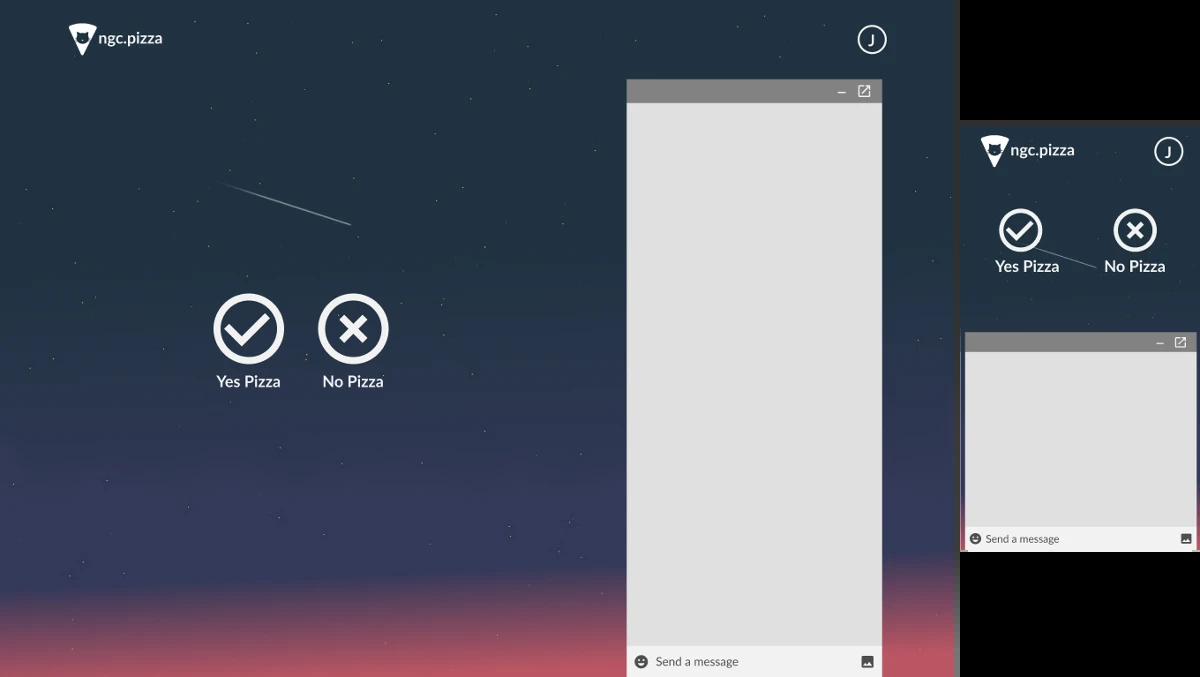 ngc.pizza
J
Yes Pizza
No Pizza
Send a message
ngc.pizza
J
Yes Pizza
No Pizza
Send a message